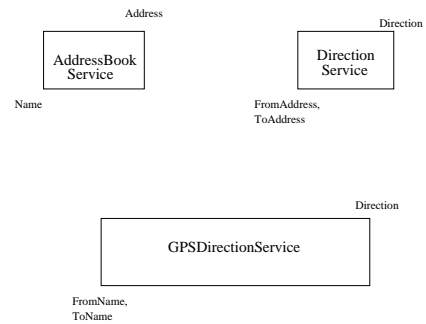 Address
Direction
AddressBook
Service
Direction
Service
Name
FromAddress,
ToAddress
Direction
GPSDirectionService
FromName,
ToName